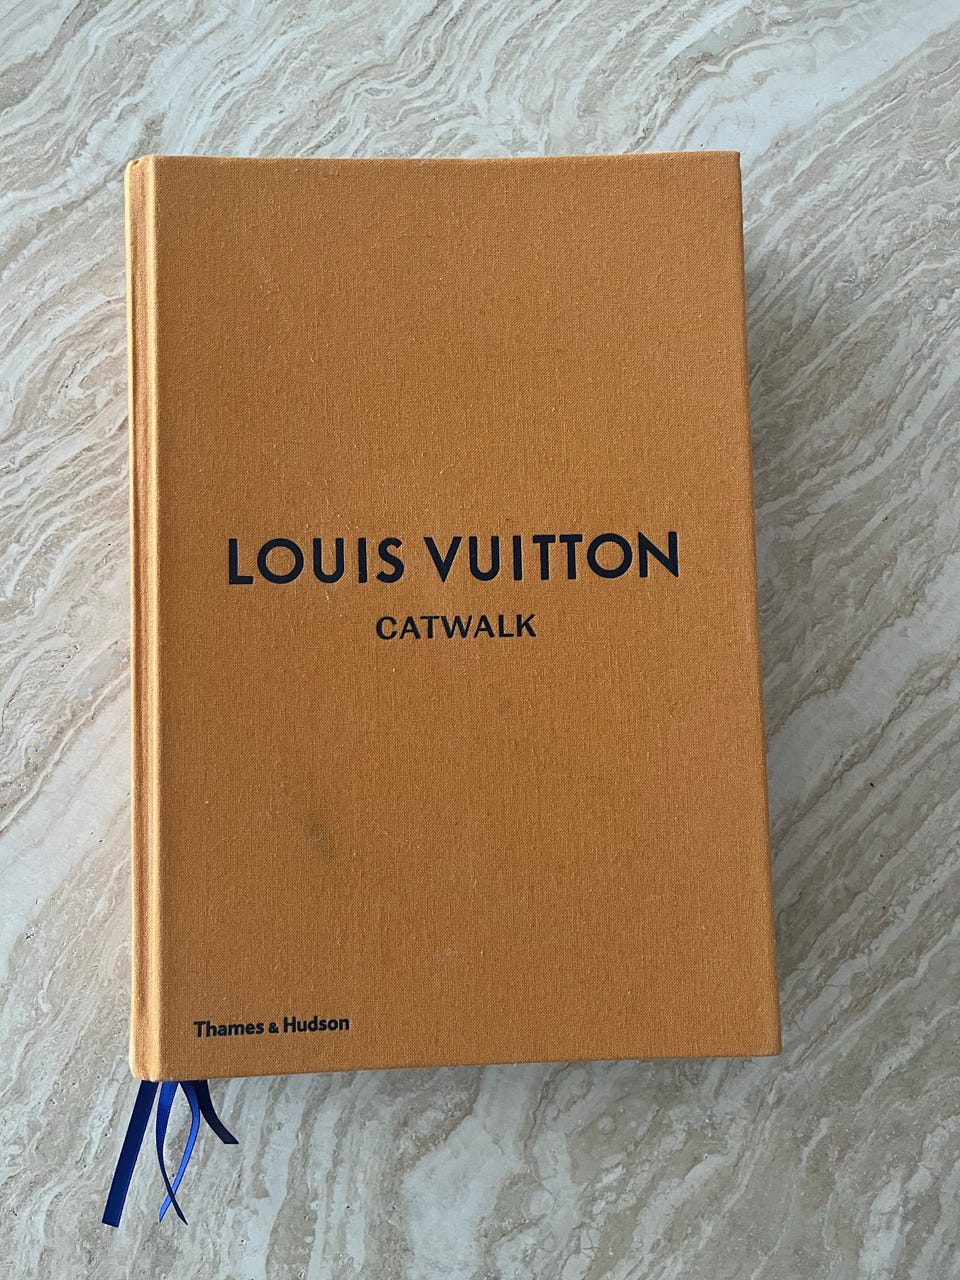 LOUIS VUITTON
CATWALK
Thames & Hudson